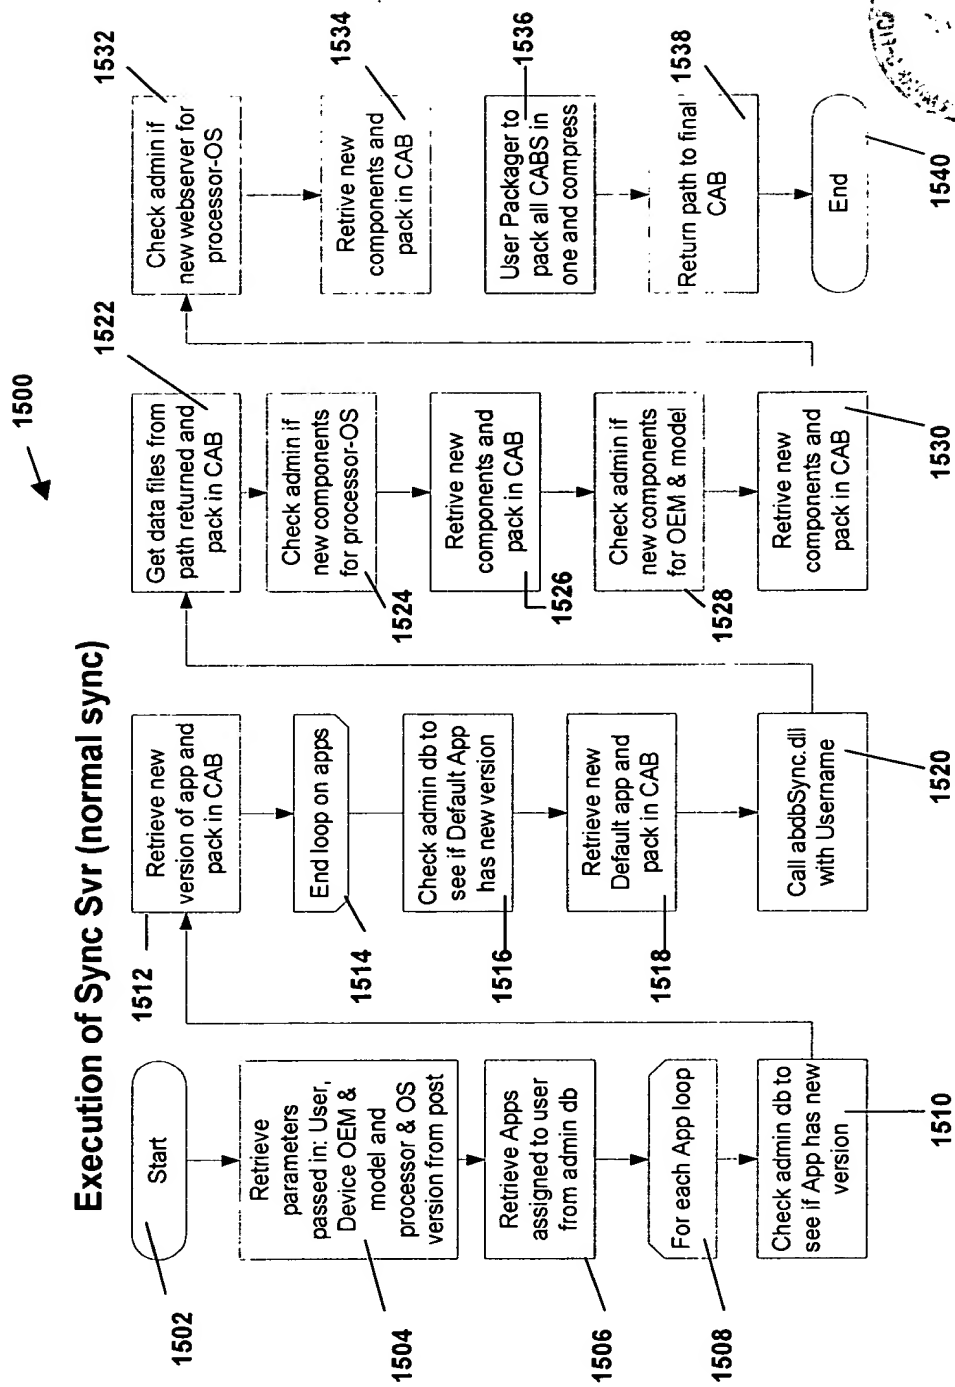 1500
Execution of Sync Svr (normal sync)
1502
Start
1504
Retrieve
parameters
passed in: User,
Device OEM &
model and
processor & OS
version from post
1506
Retrieve Apps
assigned to user
from admin db
1508
For each App loop
1510
Check admin db to
see if App has new
version
1512
Retrieve new
version of app and
pack in CAB
1514
End loop on apps
1516
Check admin db to
see if Default App
has new version
1518
Retrieve new
Default app and
pack in CAB
1520
Call abdbSync.dll
with Username
1522
Get data files from
path returned and
pack in CAB
1524
Check admin if
new components
for processor-OS
1526
Retrive new
components and
pack in CAB
1528
Check admin if
new components
for OEM & model
1530
Retrive new
components and
pack in CAB
1532
Check admin if
new webserver for
processor-OS
1534
Retrive new
components and
pack in CAB
1536
User Packager to
pack all CABS in
one and compress
1538
Return path to final
CAB
1540
End